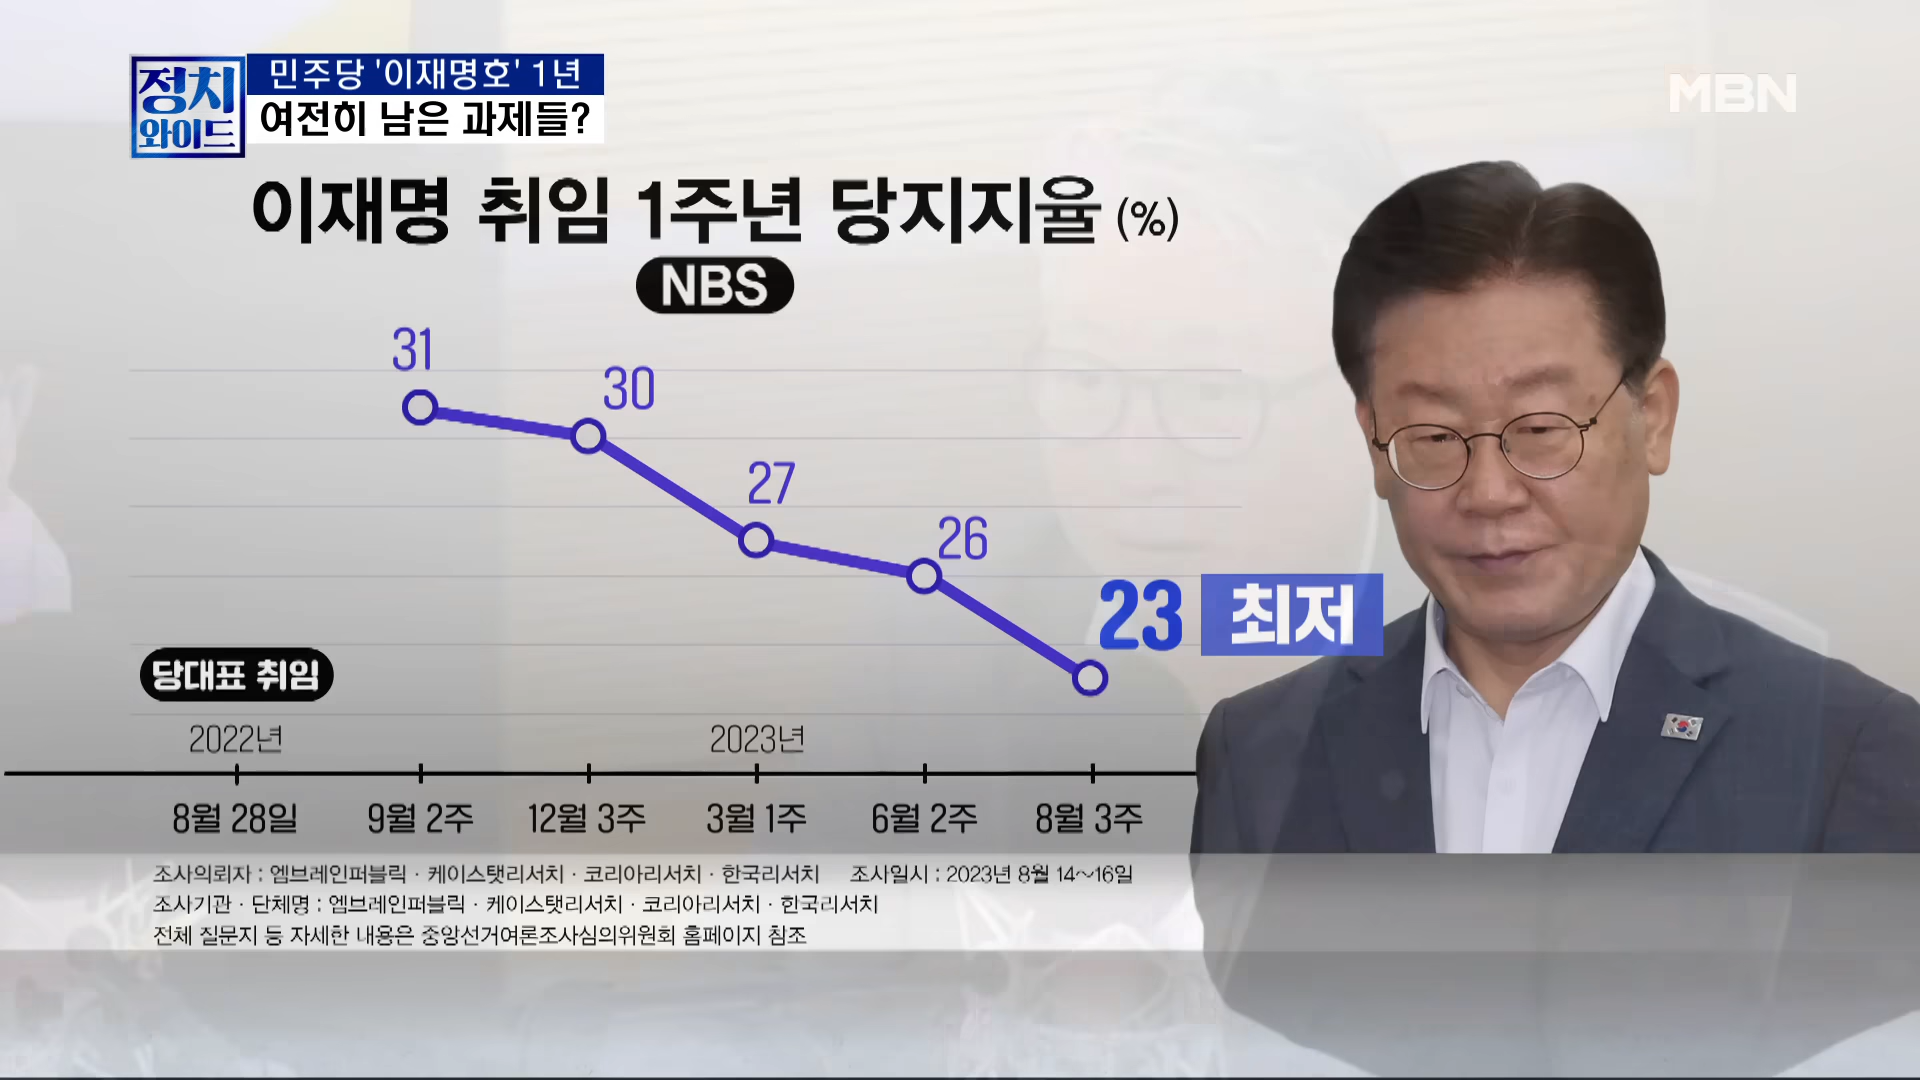 정치
와이드
민주당 '이재명호' 1년
여전히 남은 과제들?
MBN
이재명 취임 1주년 당지지율 (%)
NBS
31
30
27
26
23 최저
당대표 취임
2022년 2023년
8월 28일 9월 2주 12월 3주 3월 1주 6월 2주 8월 3주
조사의뢰자 : 엠브레인퍼블릭 · 케이스탯리서치 · 코리아리서치 · 한국리서치 조사일시 : 2023년 8월 14~16일
조사기관 · 단체명 : 엠브레인퍼블릭 · 케이스탯리서치 · 코리아리서치 · 한국리서치
전체 질문지 등 자세한 내용은 중앙선거여론조사심의위원회 홈페이지 참조